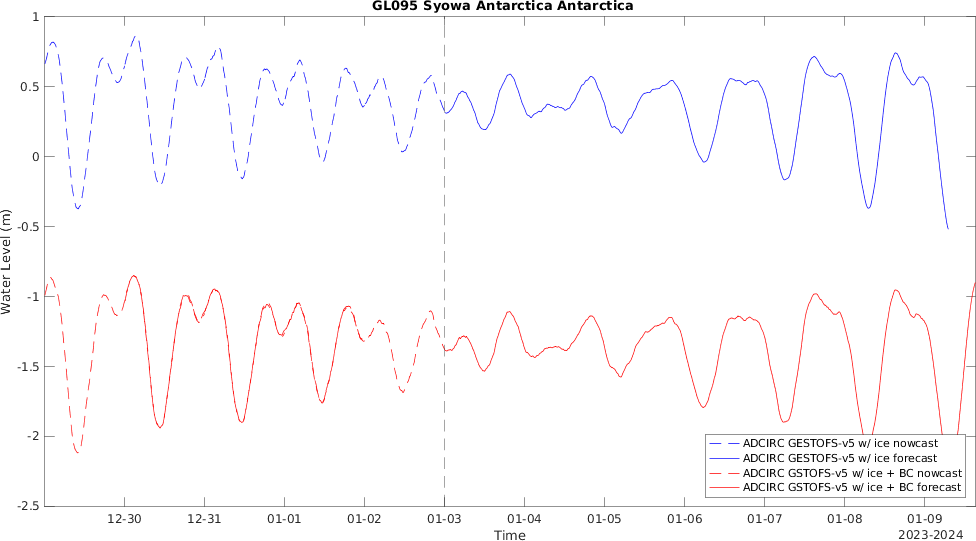 GL095 Syowa Antarctica Antarctica
1
0.5
0
-0.5
-1
-1.5
-2
-2.5
Water Level (m)
ADCIRC GESTOFS-v5 w/ ice nowcast
ADCIRC GESTOFS-v5 w/ ice forecast
ADCIRC GSTOFS-v5 w/ ice + BC nowcast
ADCIRC GSTOFS-v5 w/ ice + BC forecast
12-30 12-31 01-01 01-02 01-03 01-04 01-05 01-06 01-07 01-08 01-09
Time
2023-2024